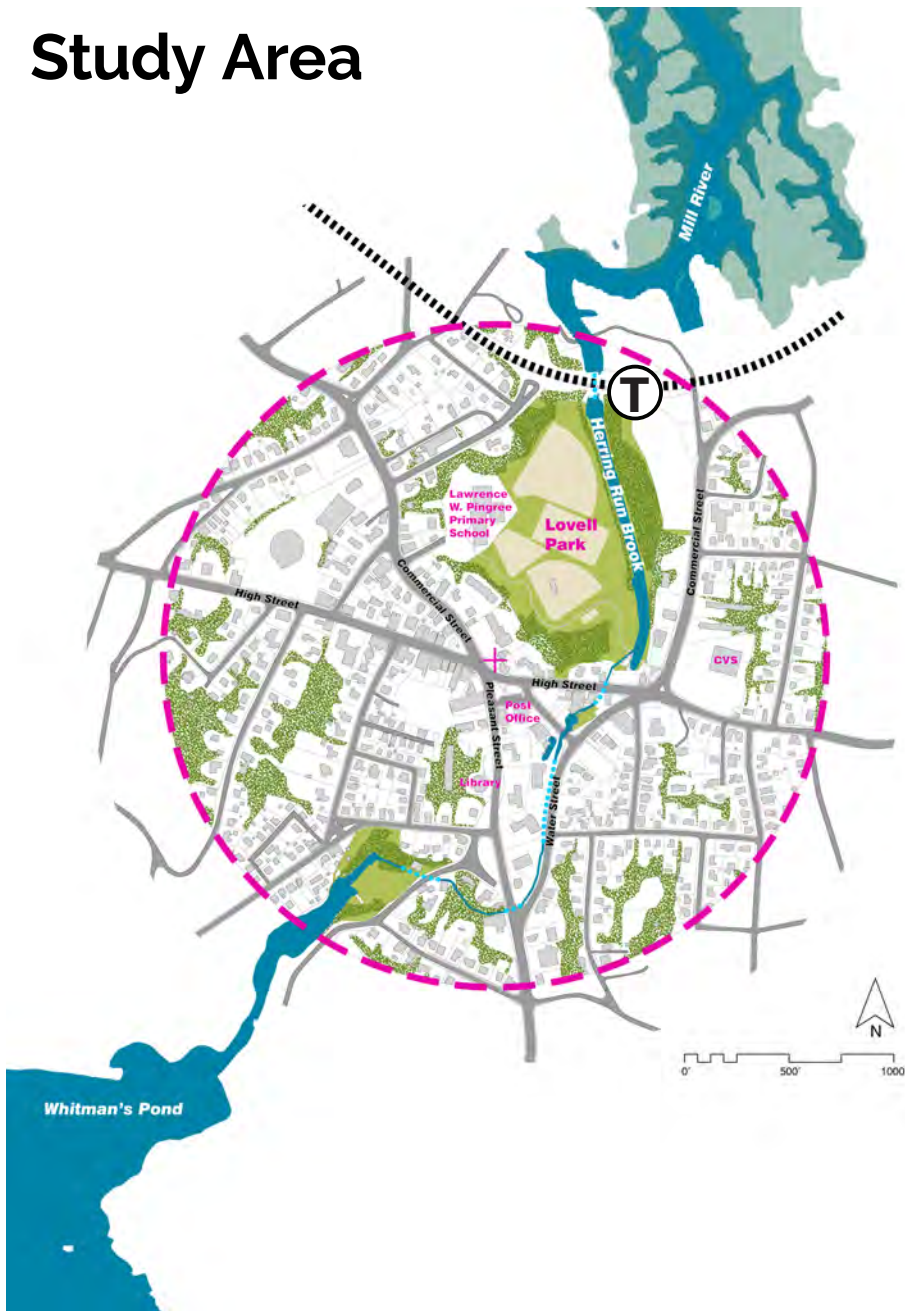 Study Area
Mill River
T
Herring Run Brook
Lawrence
W. Pingree
Primary
School
Lovell
Park
Commercial Street
Commercial Street
High Street
CVS
High Street
Pleasant Street
Post
Office
Library
Water Street
N
0'
500'
1000
Whitman's Pond